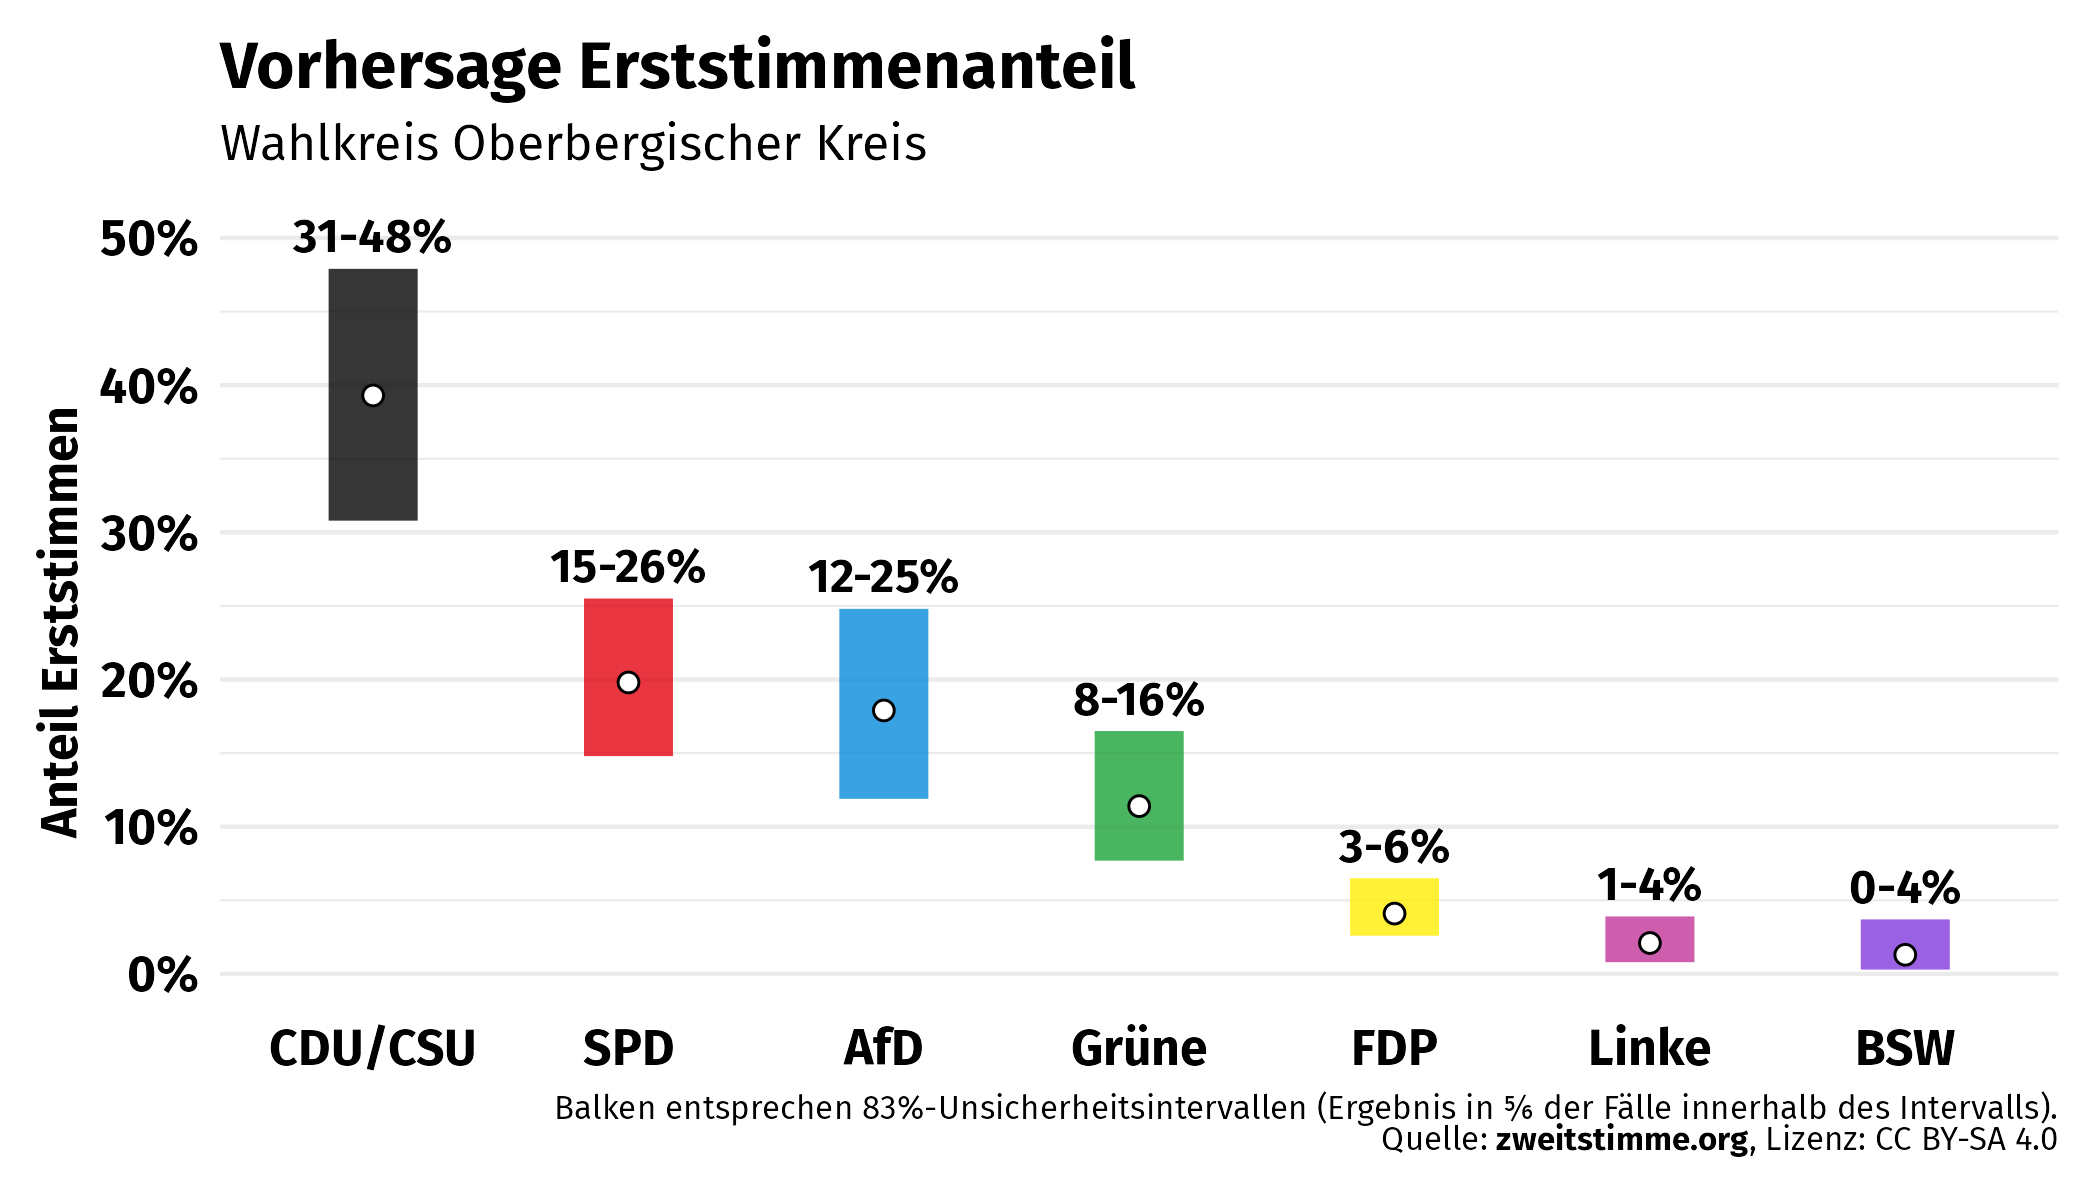 Vorhersage Erststimmenanteil
Wahlkreis Oberbergischer Kreis
Anteil Erststimmen
50%
40%
30%
20%
10%
0%
31-48%
15-26%
12-25%
8-16%
3-6%
1-4%
0-4%
CDU/CSU SPD AfD Grüne FDP Linke BSW
Balken entsprechen 83%-Unsicherheitsintervallen (Ergebnis in ⅚ der Fälle innerhalb des Intervalls).
Quelle: zweitstimme.org, Lizenz: CC BY-SA 4.0